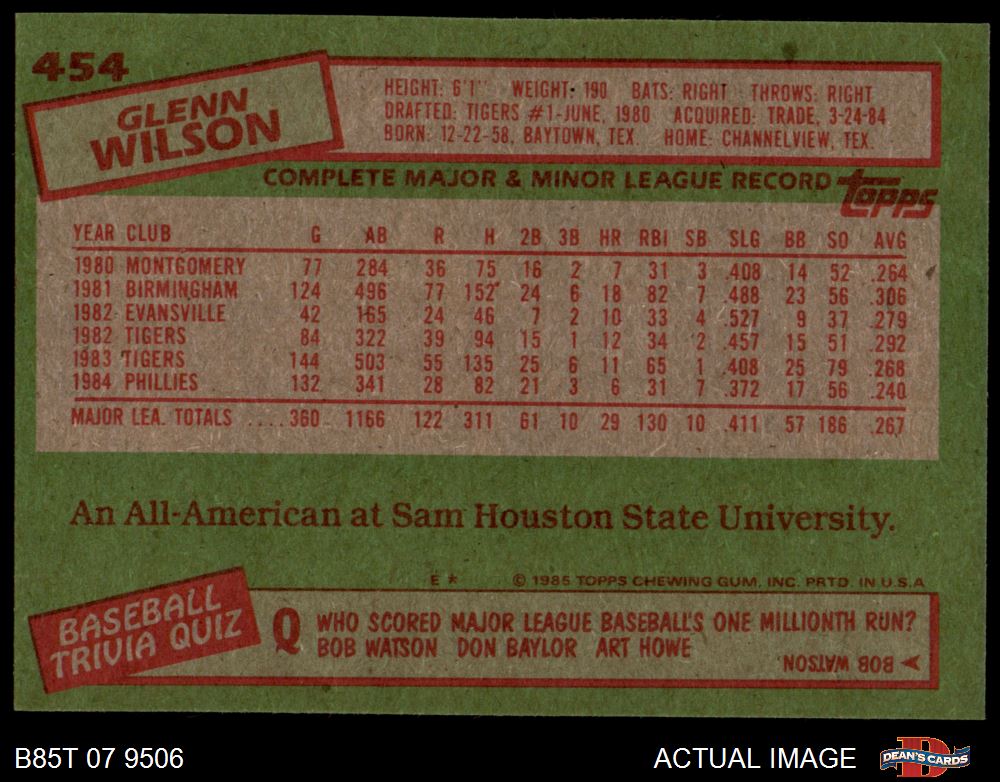 454
GLENN
WILSON
HEIGHT: 6'1" WEIGHT: 190 BATS: RIGHT THROWS: RIGHT
DRAFTED: TIGERS #1-JUNE, 1980 ACQUIRED: TRADE, 3-24-84
BORN: 12-22-58, BAYTOWN, TEX. HOME: CHANNELVIEW, TEX.
COMPLETE MAJOR & MINOR LEAGUE RECORD topps
YEAR CLUB G AB R H 2B 3B HR RBI SB SLG BB SO AVG
1980 MONTGOMERY 77 284 36 75 16 2 7 31 3 .408 14 52 .264
1981 BIRMINGHAM 124 496 77 152 24 6 18 82 7 .488 23 56 .306
1982 EVANSVILLE 42 165 24 46 7 2 10 33 4 .527 9 37 .279
1982 TIGERS 84 322 39 94 15 1 12 34 2 .457 15 51 .292
1983 TIGERS 144 503 55 135 25 6 11 65 1 .408 25 79 .268
1984 PHILLIES 132 341 28 82 21 3 6 31 7 .372 17 56 .240
MAJOR LEA. TOTALS .... 360 1166 122 311 61 10 29 130 10 .411 57 186 .267
An All-American at Sam Houston State University.
E * © 1985 TOPPS CHEWING GUM, INC. PRTD. IN U.S.A
BASEBALL
TRIVIA QUIZ
Q WHO SCORED MAJOR LEAGUE BASEBALL'S ONE MILLIONTH RUN?
BOB WATSON DON BAYLOR ART HOWE
BOB WATSON
B85T 07 9506 ACTUAL IMAGE D DEAN'S CARDS